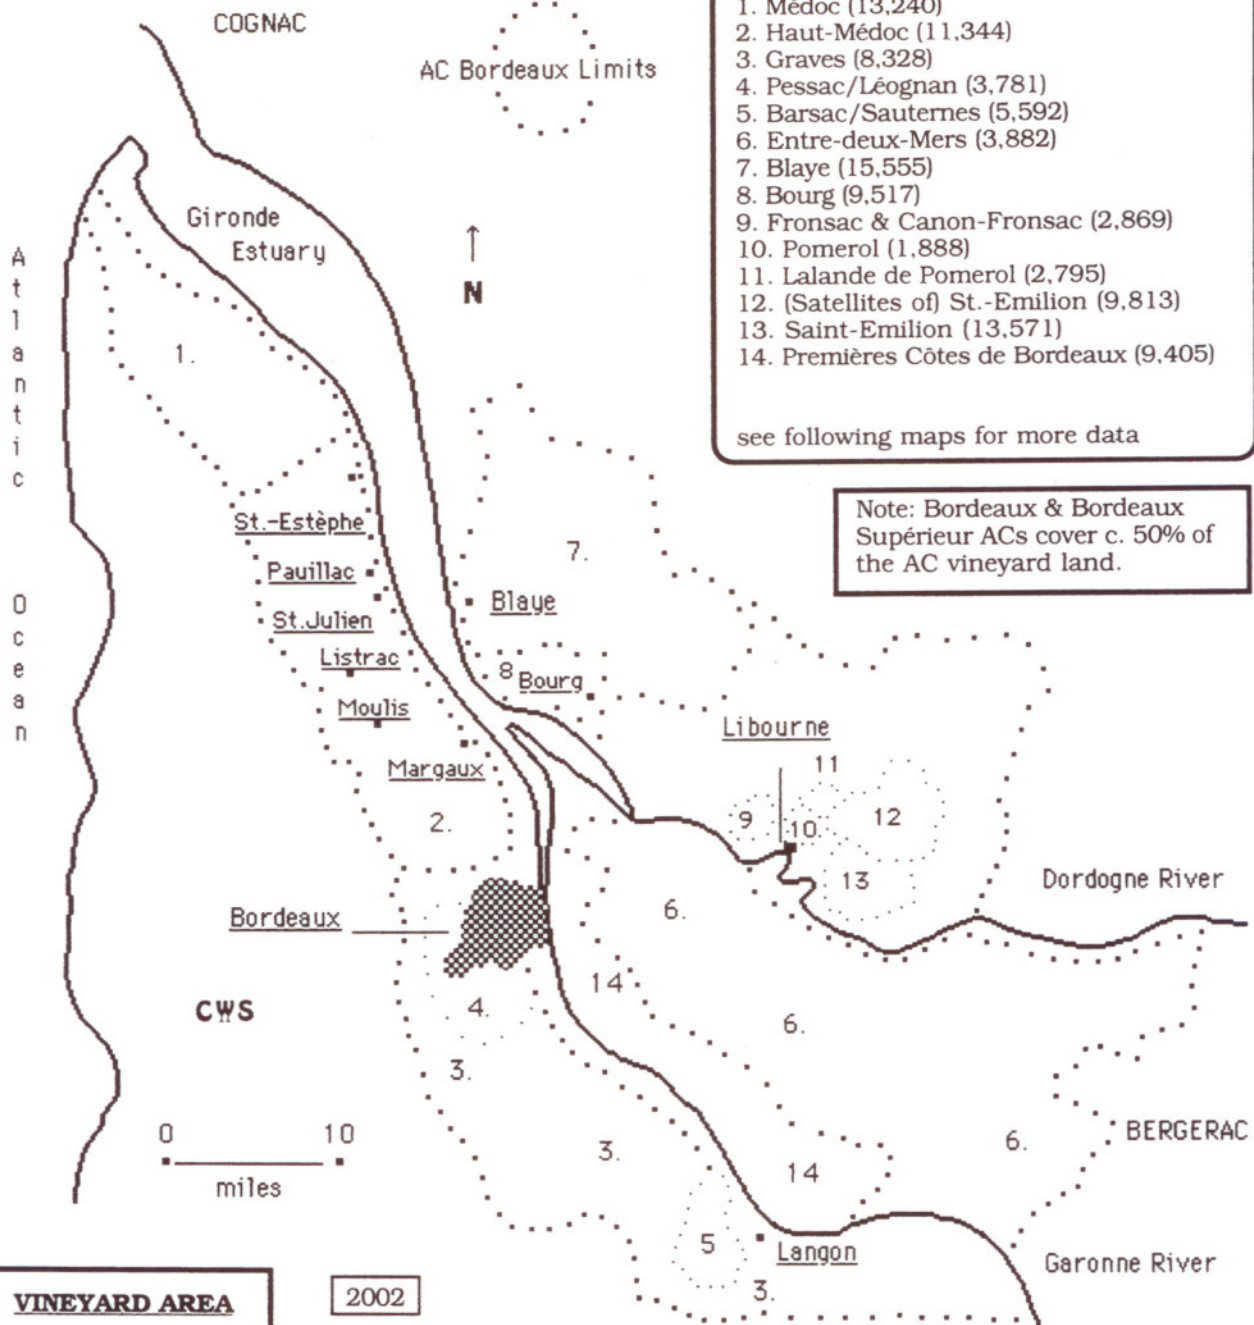 COGNAC
AC Bordeaux Limits
1. Médoc (13,240)
2. Haut-Médoc (11,344)
3. Graves (8,328)
4. Pessac/Léognan (3,781)
5. Barsac/Sauternes (5,592)
6. Entre-deux-Mers (3,882)
7. Blaye (15,555)
8. Bourg (9,517)
9. Fronsac & Canon-Fronsac (2,869)
10. Pomerol (1,888)
11. Lalande de Pomerol (2,795)
12. (Satellites of) St.-Emilion (9,813)
13. Saint-Emilion (13,571)
14. Premières Côtes de Bordeaux (9,405)
see following maps for more data
Note: Bordeaux & Bordeaux
Supérieur ACs cover c. 50% of
the AC vineyard land.
Gironde
Estuary
N
Atlantic
Ocean
1.
St.-Estèphe
Pauillac
St.Julien
Listrac
Moulis
Margaux
2.
7.
Blaye
8
Bourg
Libourne
11
9
10.
12
13
Dordogne River
Bordeaux
6.
14
4.
6.
CWS
3.
0 10
miles
3.
14
6.
BERGERAC
5
Langon
3.
Garonne River
VINEYARD AREA
2002